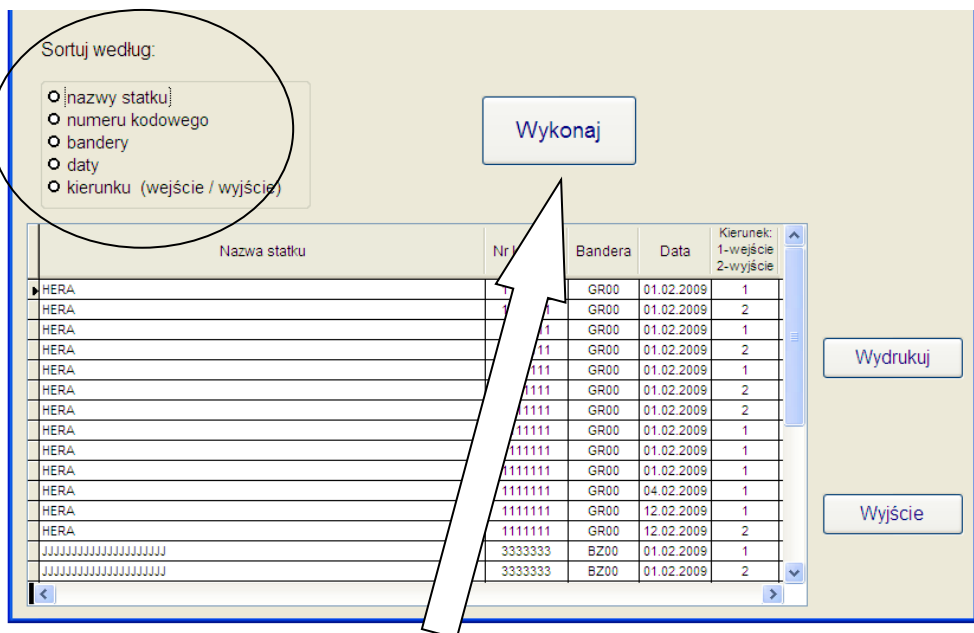 Sortuj według:
nazwy statku
numeru kodowego
bandery
daty
kierunku (wejście / wyjście)
Wykonaj
Nazwa statku Nr Bandera Data Kierunek: 1-wejście 2-wyjście
HERA GR00 01.02.2009 1
HERA GR00 01.02.2009 2
HERA GR00 01.02.2009 1
HERA GR00 01.02.2009 2
HERA GR00 01.02.2009 1
HERA GR00 01.02.2009 2
HERA GR00 01.02.2009 2
HERA GR00 01.02.2009 1
HERA GR00 01.02.2009 1
HERA 1111111 GR00 01.02.2009 1
HERA 1111111 GR00 04.02.2009 1
HERA 1111111 GR00 12.02.2009 1
HERA 1111111 GR00 12.02.2009 2
JJJJJJJJJJJJJJJJJJJJJ 3333333 BZ00 01.02.2009 1
JJJJJJJJJJJJJJJJJJJJJ 3333333 BZ00 01.02.2009 2
Wydrukuj
Wyjście